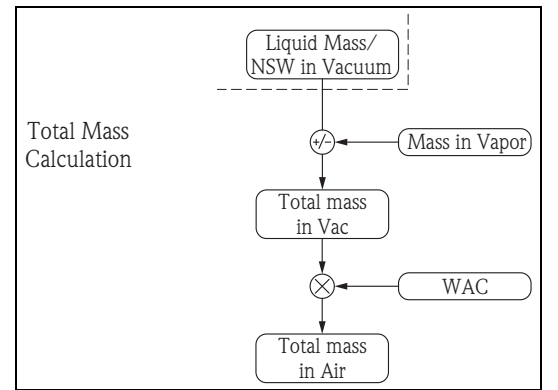 Liquid Mass/
NSW in Vacuum
Total Mass
Calculation
+/-
Mass in Vapor
Total mass
in Vac
WAC
Total mass
in Air